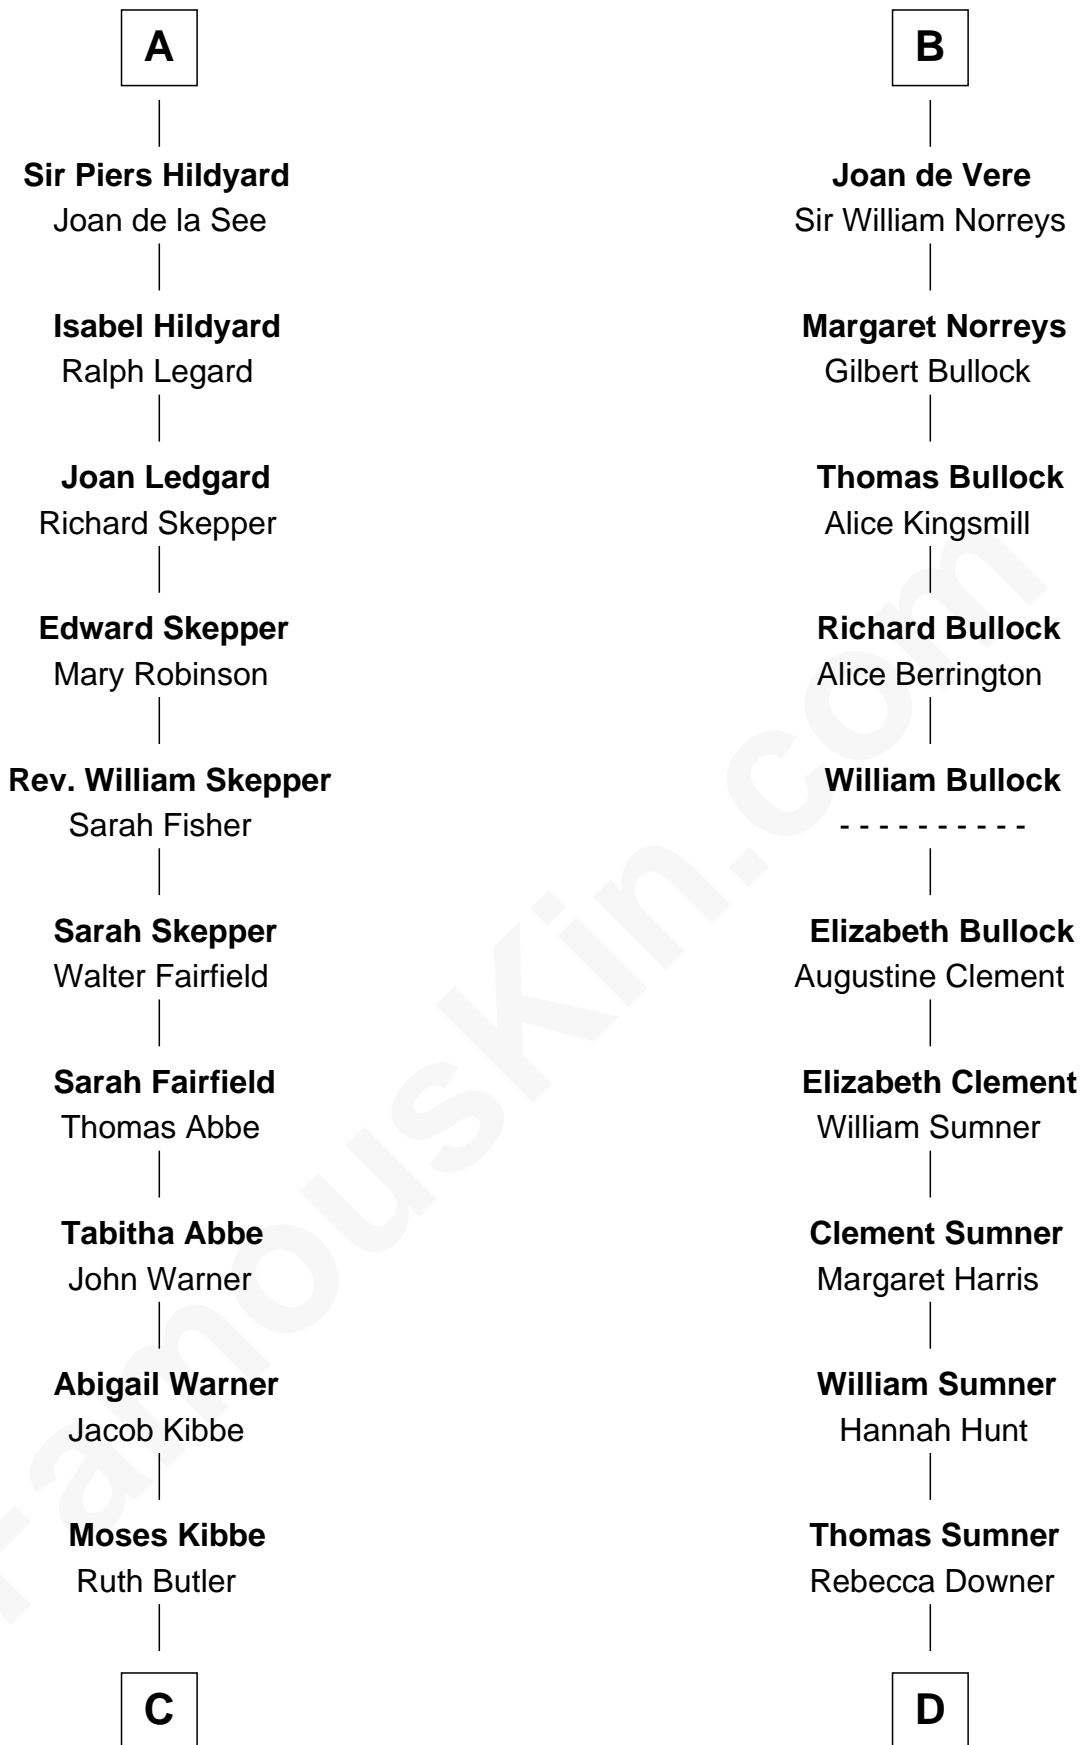 A
Sir Piers Hildyard
Joan de la See
Isabel Hildyard
Ralph Legard
Joan Ledgard
Richard Skepper
Edward Skepper
Mary Robinson
Rev. William Skepper
Sarah Fisher
Sarah Skepper
Walter Fairfield
Sarah Fairfield
Thomas Abbe
Tabitha Abbe
John Warner
Abigail Warner
Jacob Kibbe
Moses Kibbe
Ruth Butler
C
B
Joan de Vere
Sir William Norreys
Margaret Norreys
Gilbert Bullock
Thomas Bullock
Alice Kingsmill
Richard Bullock
Alice Berrington
William Bullock
- - - - - - - - - -
Elizabeth Bullock
Augustine Clement
Elizabeth Clement
William Sumner
Clement Sumner
Margaret Harris
William Sumner
Hannah Hunt
Thomas Sumner
Rebecca Downer
D
FamousKin.com